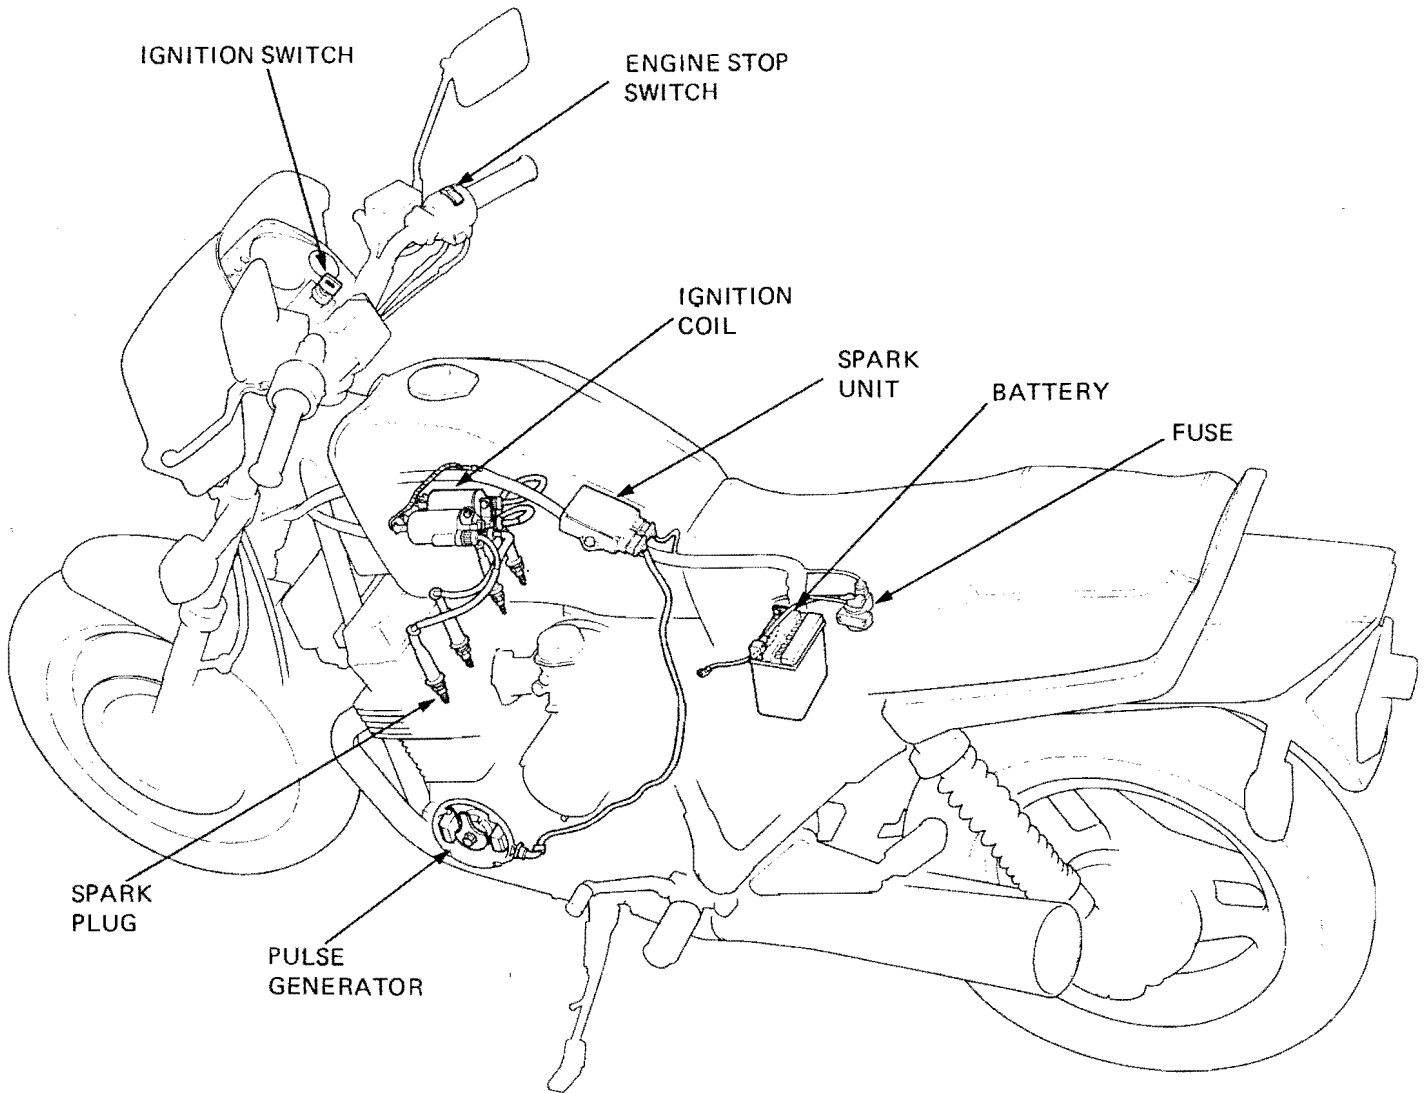 IGNITION SWITCH
ENGINE STOP
SWITCH
IGNITION
COIL
SPARK
UNIT
BATTERY
FUSE
SPARK
PLUG
PULSE
GENERATOR